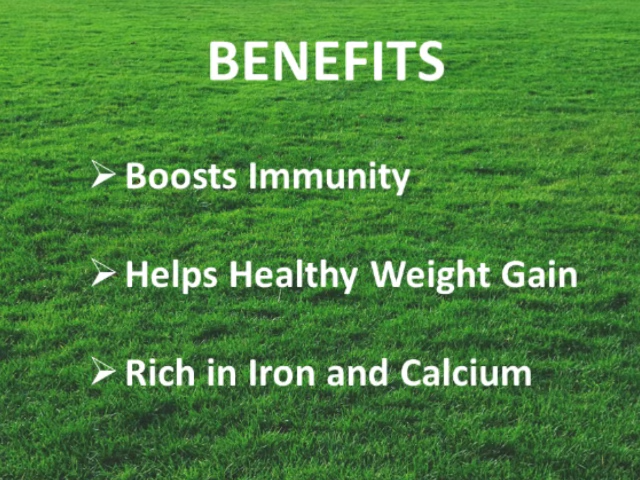 BENEFITS
➢ Boosts Immunity
➢ Helps Healthy Weight Gain
➢ Rich in Iron and Calcium